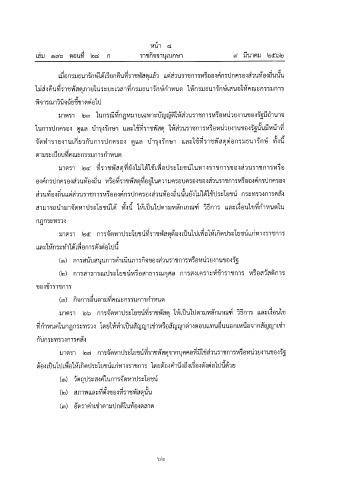 หน้า ๘
เล่ม ๑๓๖ ตอนที่ ๒๘ ก ราชกิจจานุเบกษา ๙ มีนาคม ๒๕๖๒
เมื่อกรมธนารักษ์ได้เรียกคืนที่ราชพัสดุแล้ว แต่ส่วนราชการหรือองค์กรปกครองส่วนท้องถิ่นนั้น
ไม่ส่งคืนที่ราชพัสดุภายในระยะเวลาที่กรมธนารักษ์กำหนด ให้กรมธนารักษ์เสนอให้คณะกรรมการ
พิจารณาวินิจฉัยชี้ขาดต่อไป
มาตรา ๒๓ ในกรณีที่กฎหมายเฉพาะบัญญัติให้ส่วนราชการหรือหน่วยงานของรัฐมีอำนาจ
ในการปกครอง ดูแล บำรุงรักษา และใช้ที่ราชพัสดุ ให้ส่วนราชการหรือหน่วยงานของรัฐนั้นมีหน้าที่
จัดทำรายงานเกี่ยวกับการปกครอง ดูแล บำรุงรักษา และใช้ที่ราชพัสดุต่อกรมธนารักษ์ ทั้งนี้
ตามระเบียบที่คณะกรรมการกำหนด
มาตรา ๒๔ ที่ราชพัสดุที่ยังไม่ได้ใช้เพื่อประโยชน์ในทางราชการของส่วนราชการหรือ
องค์กรปกครองส่วนท้องถิ่น หรือที่ราชพัสดุที่อยู่ในความครอบครองของส่วนราชการหรือองค์กรปกครอง
ส่วนท้องถิ่นแต่ส่วนราชการหรือองค์กรปกครองส่วนท้องถิ่นนั้นยังไม่ได้ใช้ประโยชน์ กระทรวงการคลัง
สามารถนำมาจัดหาประโยชน์ได้ ทั้งนี้ ให้เป็นไปตามหลักเกณฑ์ วิธีการ และเงื่อนไขที่กำหนดใน
กฎกระทรวง
มาตรา ๒๕ การจัดหาประโยชน์ที่ราชพัสดุต้องเป็นไปเพื่อให้เกิดประโยชน์แก่ทางราชการ
และให้กระทำได้เพื่อการดังต่อไปนี้
(๑) การสนับสนุนการดำเนินภารกิจของส่วนราชการหรือหน่วยงานของรัฐ
(๒) การสาธารณประโยชน์หรือสาธารณกุศล การสงเคราะห์ข้าราชการ หรือสวัสดิการ
ของข้าราชการ
(๓) กิจการอื่นตามที่คณะกรรมการกำหนด
มาตรา ๒๖ การจัดหาประโยชน์ที่ราชพัสดุ ให้เป็นไปตามหลักเกณฑ์ วิธีการ และเงื่อนไข
ที่กำหนดในกฎกระทรวง โดยให้ทำเป็นสัญญาเช่าหรือสัญญาต่างตอบแทนอื่นนอกเหนือจากสัญญาเช่า
กับกระทรวงการคลัง
มาตรา ๒๗ การจัดหาประโยชน์ที่ราชพัสดุจากบุคคลที่มิใช่ส่วนราชการหรือหน่วยงานของรัฐ
ต้องเป็นไปเพื่อให้เกิดประโยชน์แก่ทางราชการ โดยต้องคำนึงถึงเรื่องดังต่อไปนี้ด้วย
(๑) วัตถุประสงค์ในการจัดหาประโยชน์
(๒) สภาพและที่ตั้งของที่ราชพัสดุนั้น
(๓) อัตราค่าเช่าตามปกติในท้องตลาด